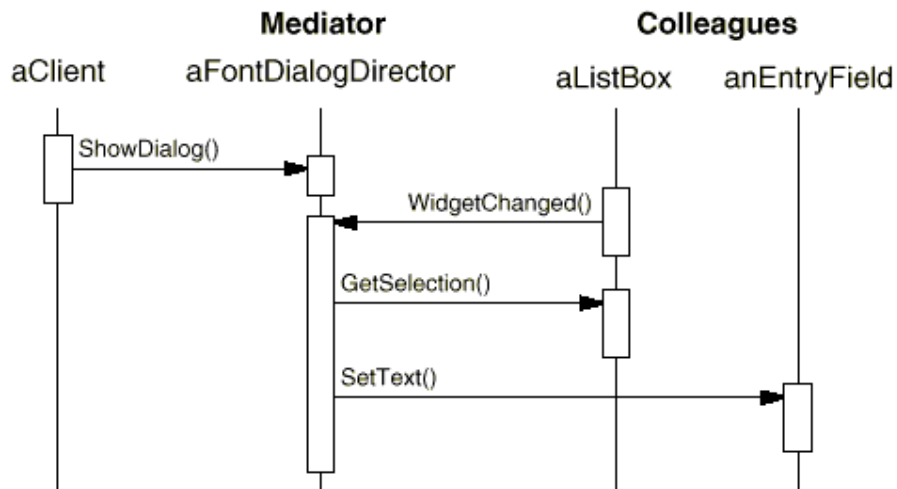 Mediator
Colleagues
aClient
aFontDialogDirector
aListBox
anEntryField
ShowDialog()
WidgetChanged()
GetSelection()
SetText()